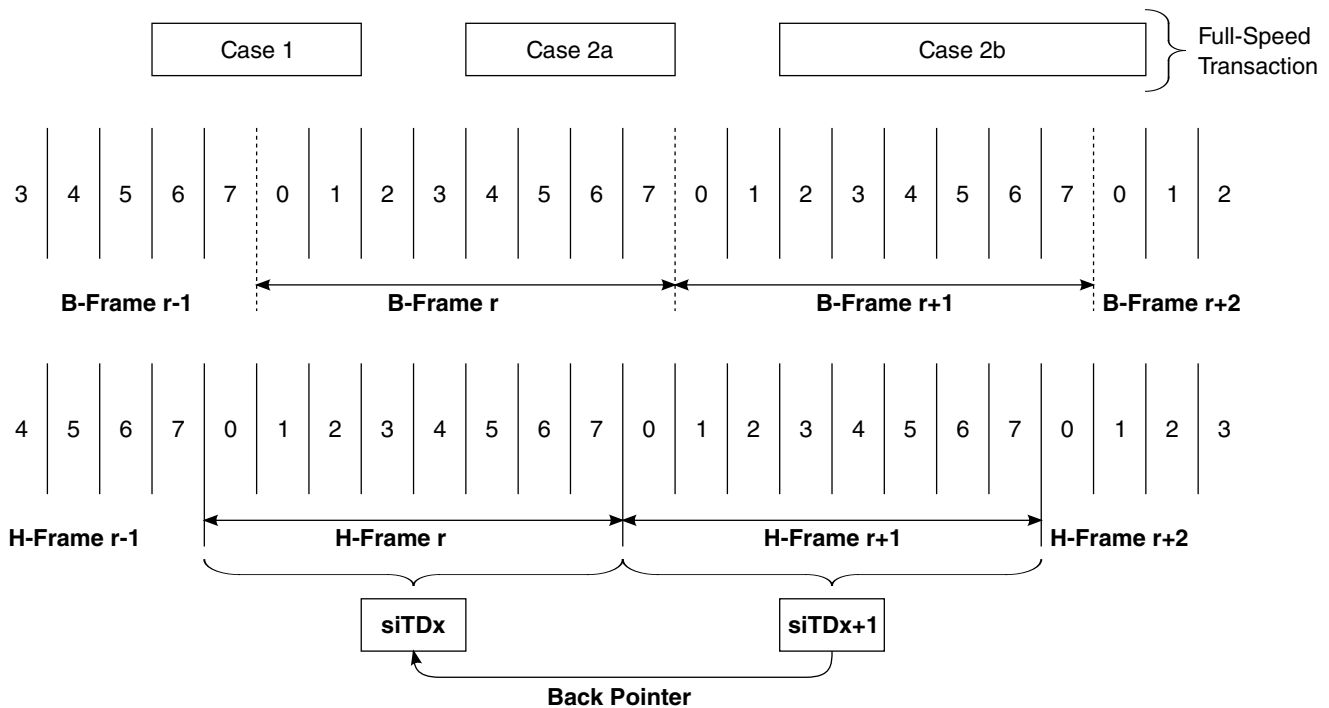 Case 1 Case 2a Case 2b Full-Speed
Transaction
3 4 5 6 7 0 1 2 3 4 5 6 7 0 1 2 3 4 5 6 7 0 1 2
B-Frame r-1 B-Frame r B-Frame r+1 B-Frame r+2
4 5 6 7 0 1 2 3 4 5 6 7 0 1 2 3 4 5 6 7 0 1 2 3
H-Frame r-1 H-Frame r H-Frame r+1 H-Frame r+2
siTDx siTDx+1
Back Pointer